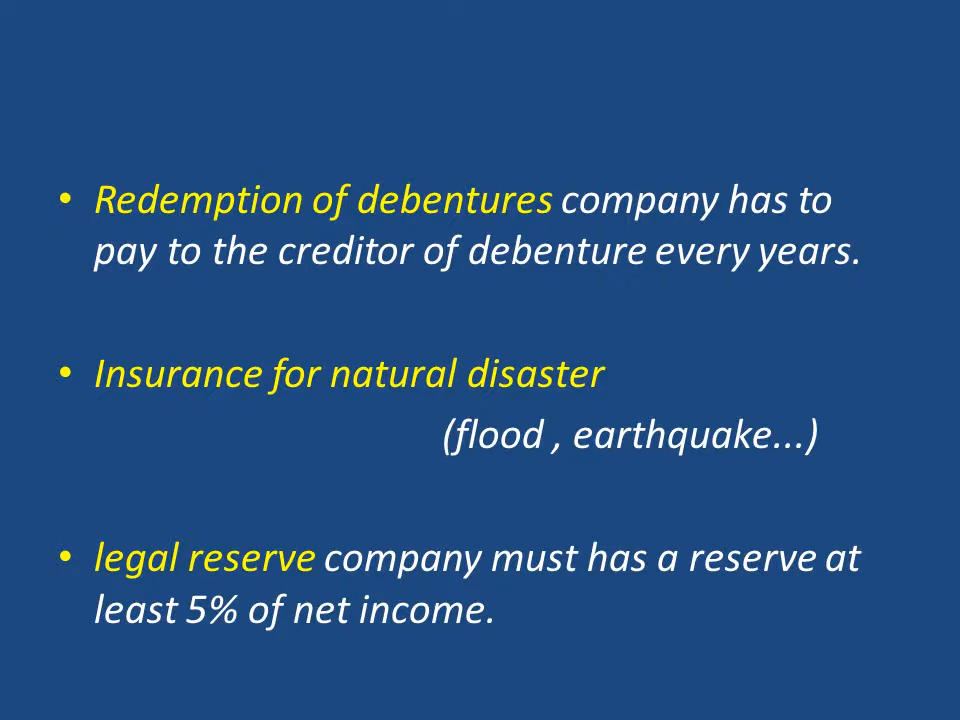 • Redemption of debentures company has to
pay to the creditor of debenture every years.
• Insurance for natural disaster
(flood , earthquake...)
• legal reserve company must has a reserve at
least 5% of net income.